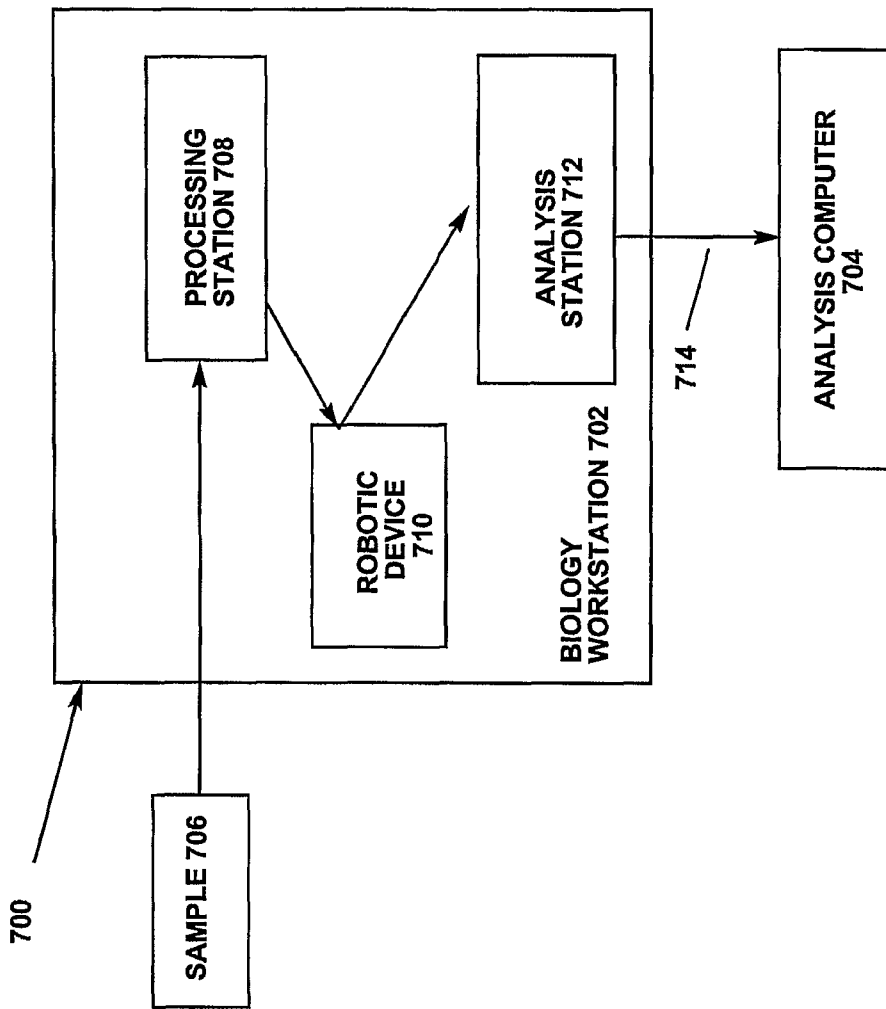 700
SAMPLE 706
PROCESSING
STATION 708
ROBOTIC
DEVICE
710
ANALYSIS
STATION 712
BIOLOGY
WORKSTATION 702
714
ANALYSIS COMPUTER
704